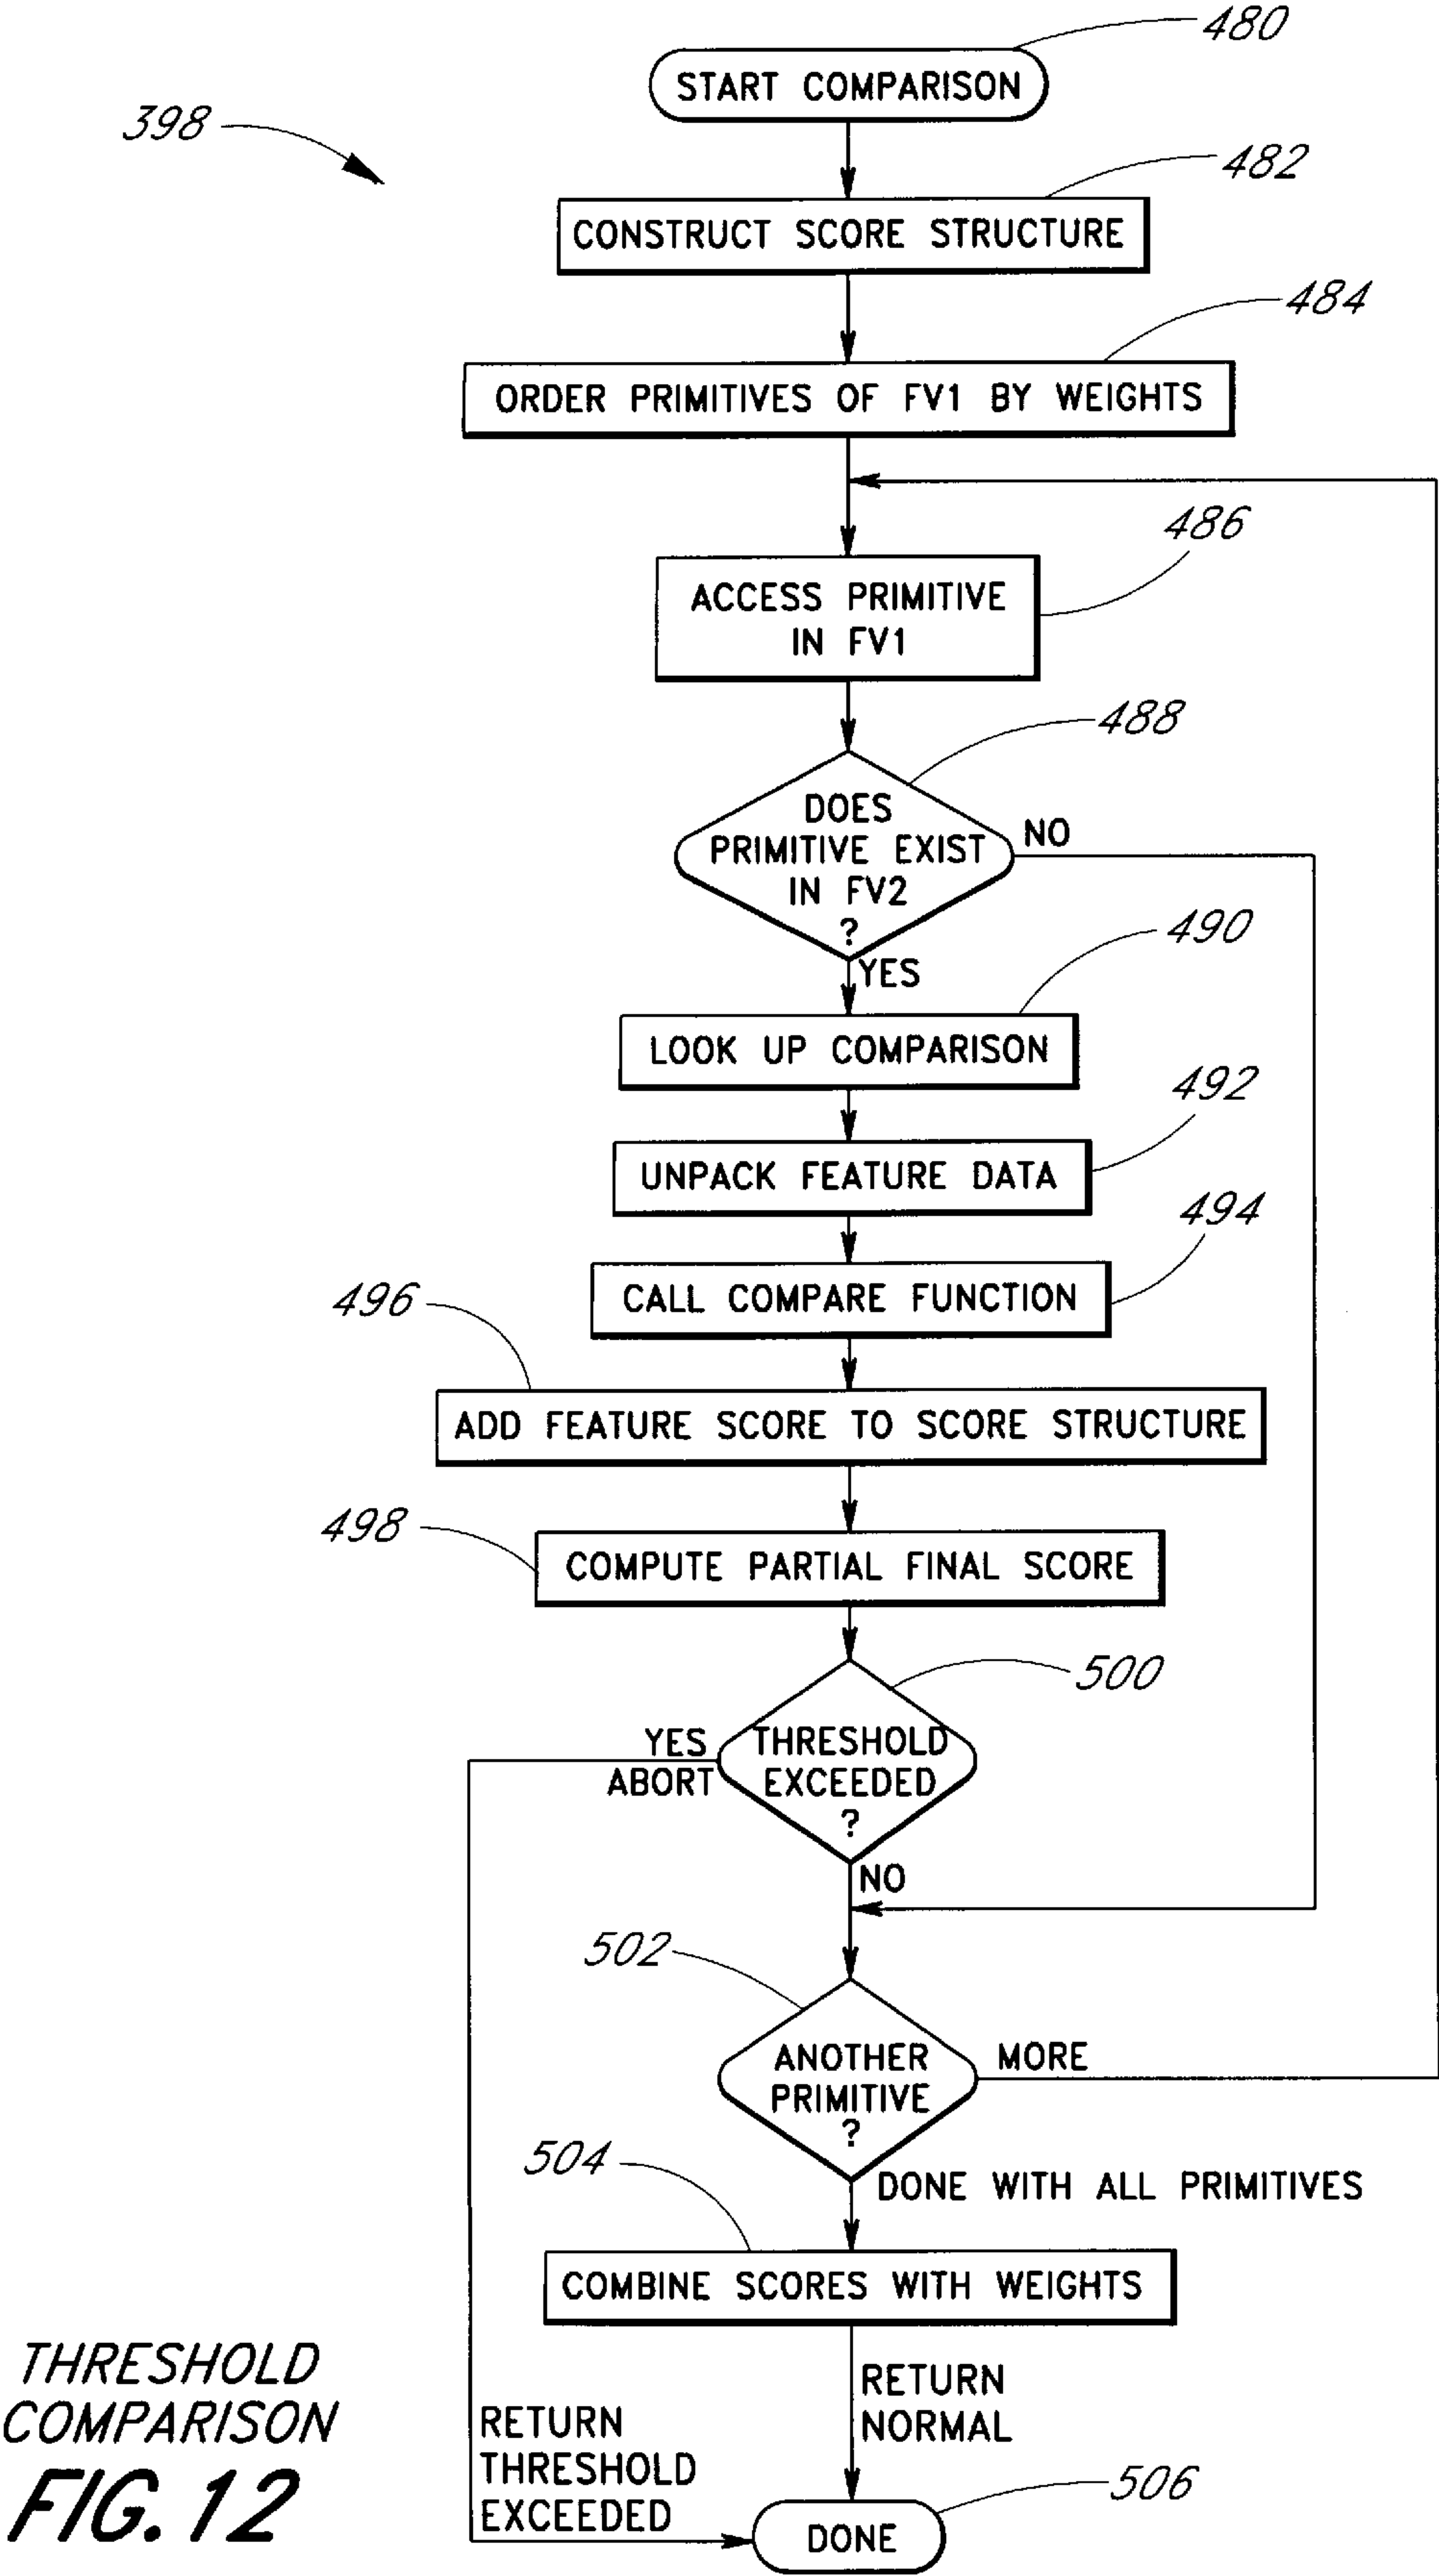 480
START COMPARISON
398
482
CONSTRUCT SCORE STRUCTURE
484
ORDER PRIMITIVES OF FV1 BY WEIGHTS
486
ACCESS PRIMITIVE
IN FV1
488
DOES
PRIMITIVE EXIST
IN FV2
?
NO
YES
490
LOOK UP COMPARISON
492
UNPACK FEATURE DATA
494
CALL COMPARE FUNCTION
496
ADD FEATURE SCORE TO SCORE STRUCTURE
498
COMPUTE PARTIAL FINAL SCORE
500
THRESHOLD
EXCEEDED
?
YES
ABORT
NO
502
ANOTHER
PRIMITIVE
?
MORE
DONE WITH ALL PRIMITIVES
504
COMBINE SCORES WITH WEIGHTS
RETURN
NORMAL
RETURN
THRESHOLD
EXCEEDED
506
DONE
THRESHOLD
COMPARISON
FIG. 12